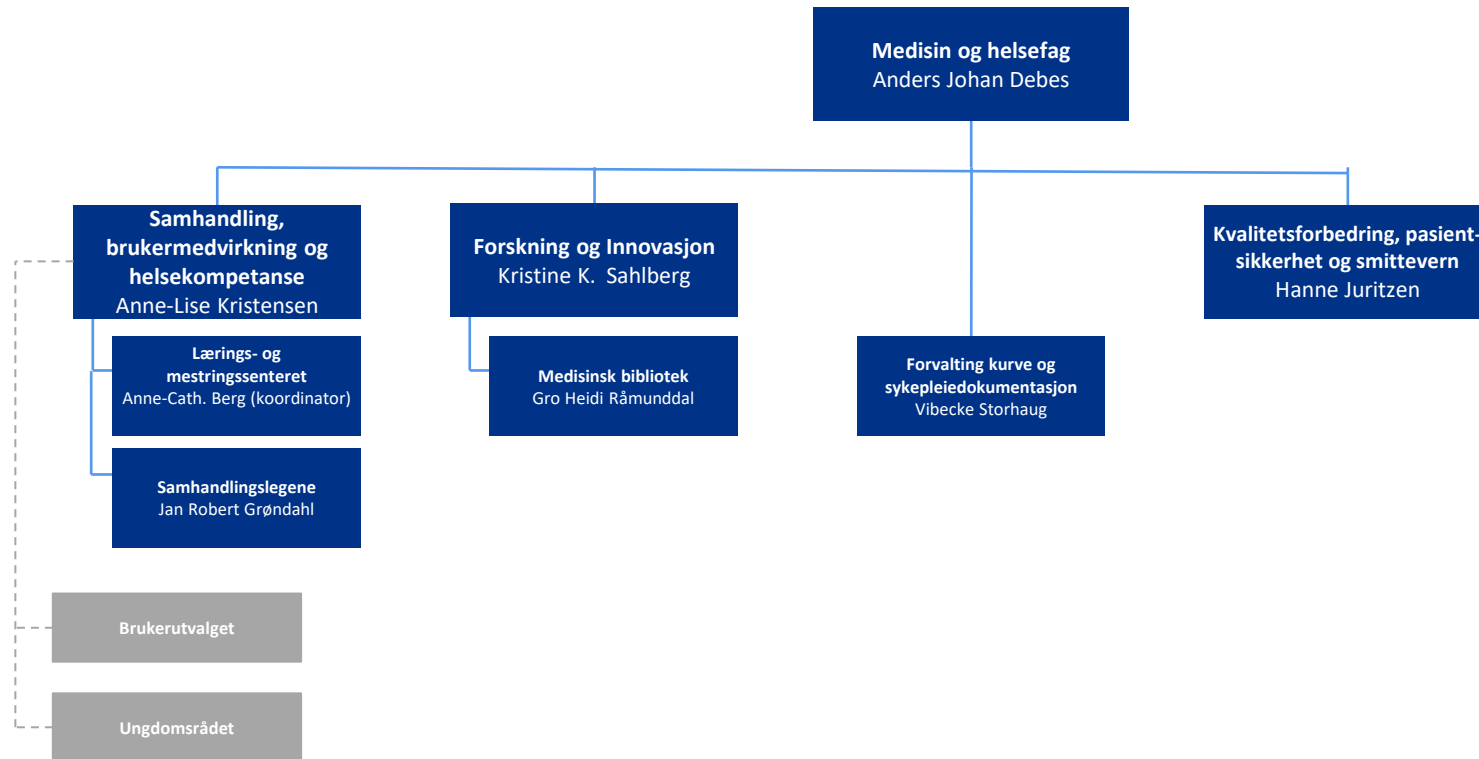 Medisin og helsefag
Anders Johan Debes
Samhandling,
brukermedvirkning og
helsekompetanse
Anne-Lise Kristensen
Forskning og Innovasjon
Kristine K. Sahlberg
Kvalitetsforbedring, pasient-
sikkerhet og smittevern
Hanne Juritzen
Lærings- og
mestringssenteret
Anne-Cath. Berg (koordinator)
Medisinsk bibliotek
Gro Heidi Råmunddal
Forvalting kurve og
sykepleiedokumentasjon
Vibecke Storhaug
Samhandlingslegene
Jan Robert Grøndahl
Brukerutvalget
Ungdomsrådet